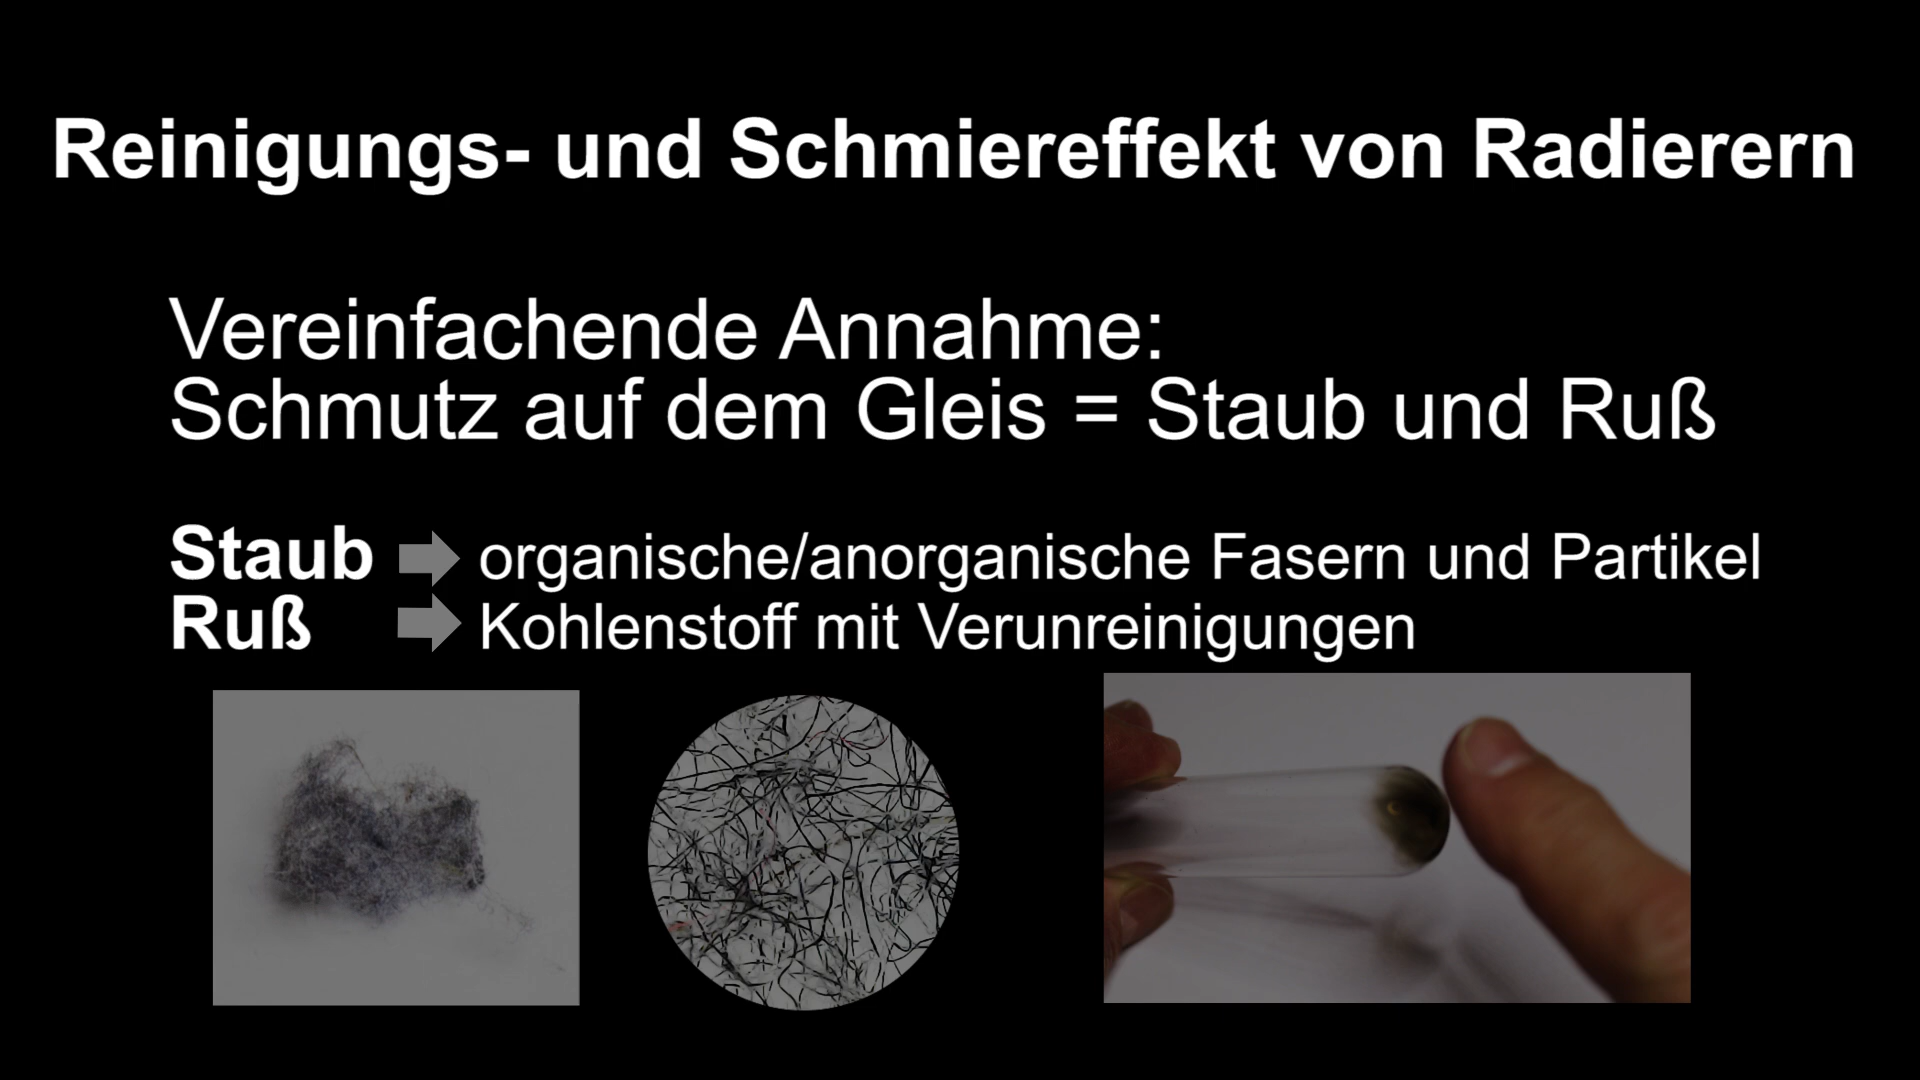 Reinigungs- und Schmiereffekt von Radierern
Vereinfachende Annahme:
Schmutz auf dem Gleis = Staub und Ruß
Staub organische/anorganische Fasern und Partikel
Ruß Kohlenstoff mit Verunreinigungen